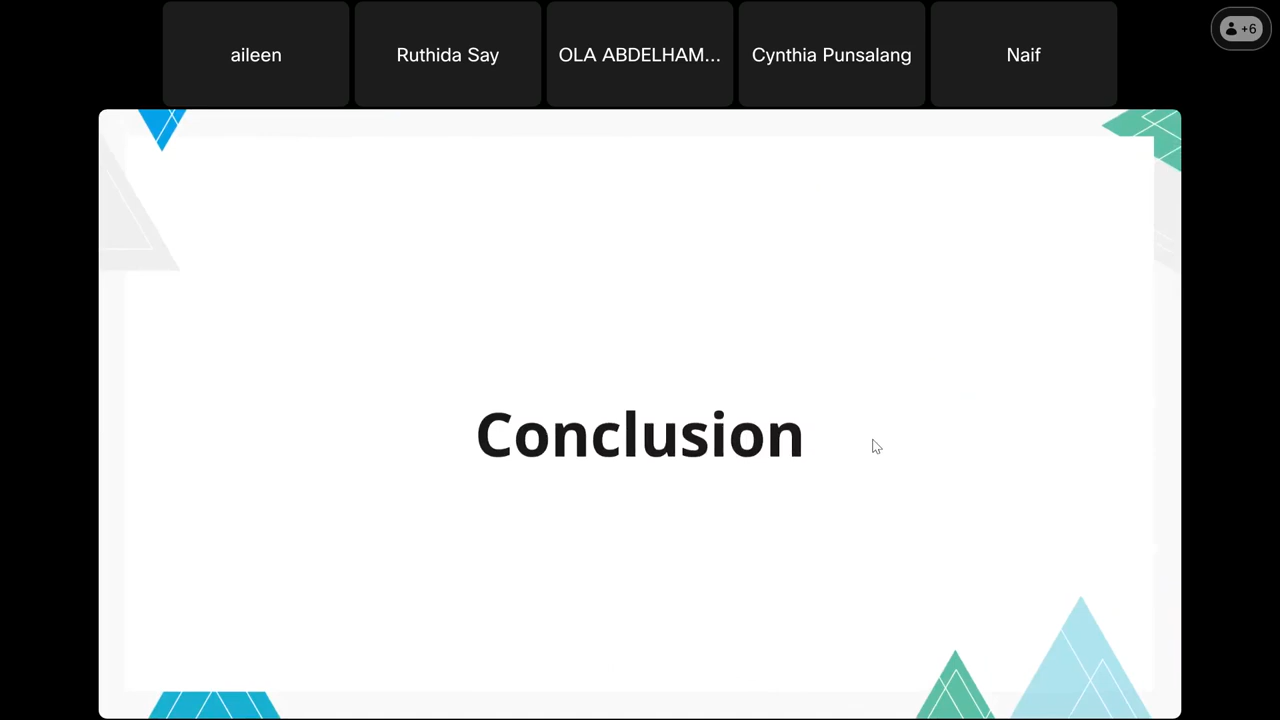 aileen
Ruthida Say
OLA ABDELHAM...
Cynthia Punsalang
Naif
+6
Conclusion